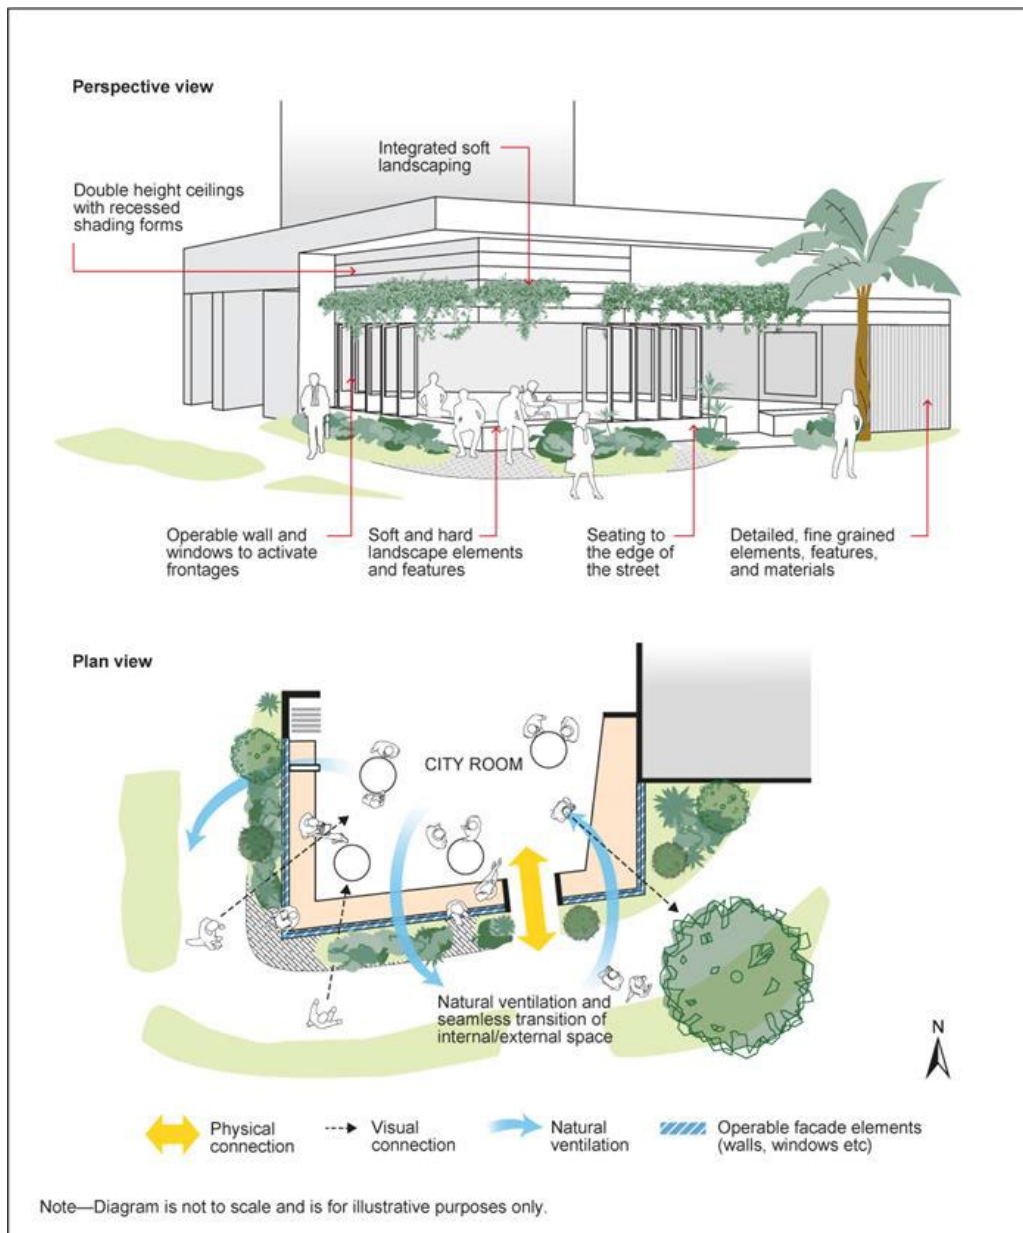 Perspective view
Integrated soft
landscaping
Double height ceilings
with recessed
shading forms
Operable wall and
windows to activate
frontages
Soft and hard
landscape elements
and features
Seating to
the edge of
the street
Detailed, fine grained
elements, features,
and materials
Plan view
CITY ROOM
Natural ventilation and
seamless transition of
internal/external space
N
Physical
connection
Visual
connection
Natural
ventilation
Operable facade elements
(walls, windows etc)
Note—Diagram is not to scale and is for illustrative purposes only.